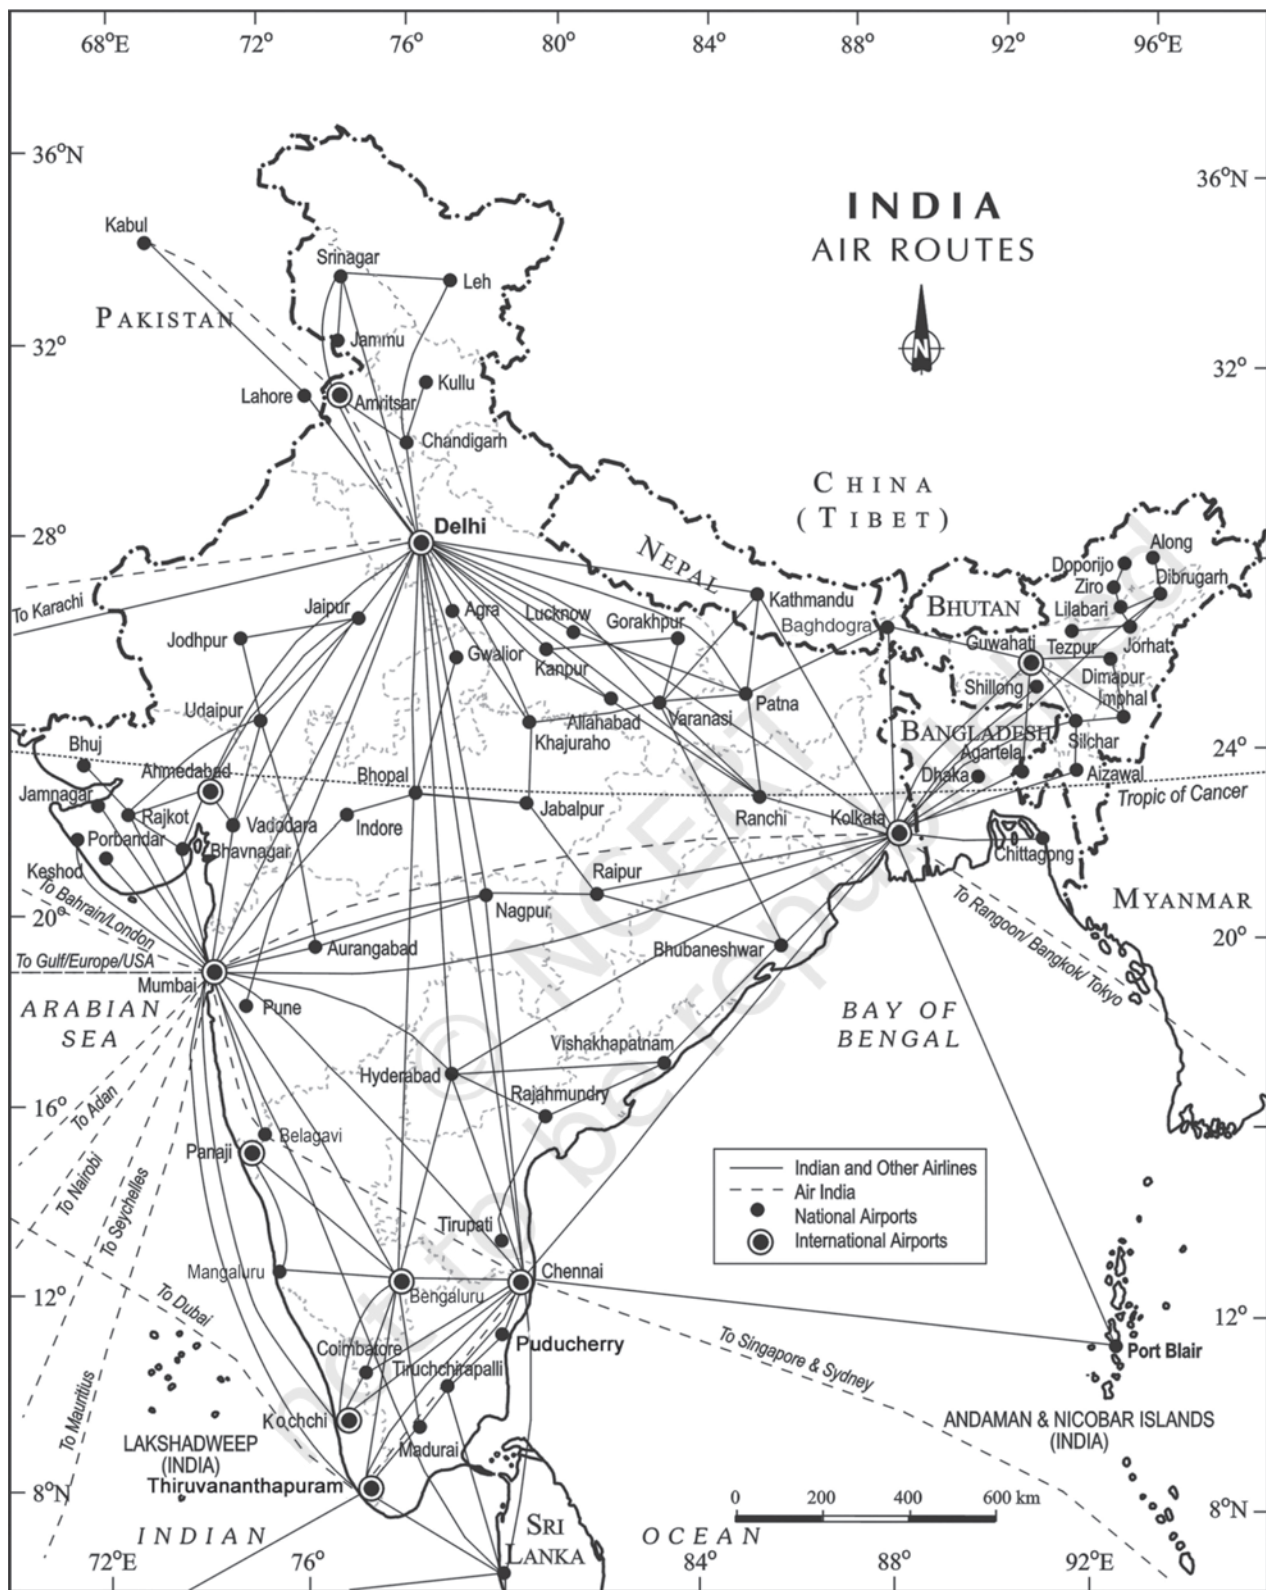 68°E 72° 76° 80° 84° 88° 92° 96°E
36°N
36°N
INDIA
AIR ROUTES
N
Kabul
Srinagar
Leh
PAKISTAN
Jammu
32°
32°
Kullu
Lahore
Amritsar
Chandigarh
CHINA
(TIBET)
Delhi
28°
NEPAL
Along
Doporijo
Ziro
Dibrugarh
Lilabari
To Karachi
Jaipur
Agra
Lucknow
Gorakhpur
Kathmandu
BHUTAN
Baghdogra
Jodhpur
Gwalior
Kanpur
Guwahati
Tezpur
Jorhat
Dimapur
Shillong
Imphal
Udaipur
Allahabad
Varanasi
Patna
Khajuraho
BANGLADESH
Silchar
24°
Bhuj
Ahmedabad
Bhopal
Agartela
Dhaka
Aizawal
Tropic of Cancer
Jamnagar
Rajkot
Vadodara
Indore
Jabalpur
Ranchi
Kolkata
Porbandar
Bhavnagar
Chittagong
Keshod
Raipur
To Bahrain/London
Nagpur
MYANMAR
20°
To Rangoon/Bangkok/Tokyo
20°
Aurangabad
Bhubaneshwar
To Gulf/Europe/USA
Mumbai
Pune
ARABIAN
SEA
BAY OF
BENGAL
Vishakhapatnam
Hyderabad
Rajahmundry
16°
To Adan
Belagavi
Panaji
To Nairobi
To Seychelles
Indian and Other Airlines
Air India
National Airports
International Airports
Tirupati
Mangaluru
Chennai
Bengaluru
12°
12°
To Dubai
Puducherry
Coimbatore
Tiruchchirapalli
To Singapore & Sydney
Port Blair
To Mauritius
Kochchi
Madurai
LAKSHADWEEP
(INDIA)
ANDAMAN & NICOBAR ISLANDS
(INDIA)
Thiruvananthapuram
8°N
8°N
0 200 400 600 km
INDIAN
OCEAN
SRI
LANKA
72°E 76° 84° 88° 92°E
© NCERT
not to be republished